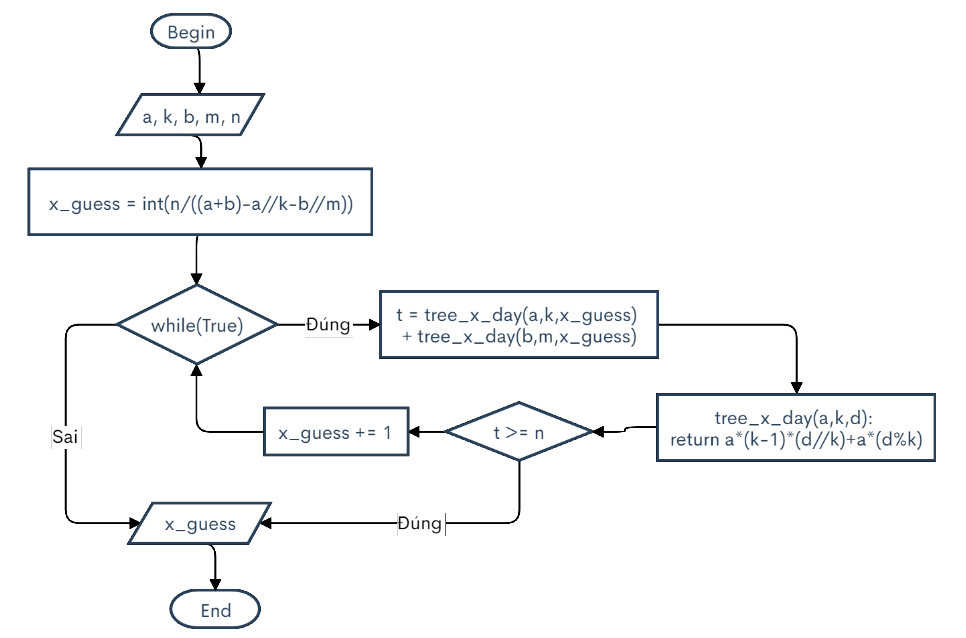 Begin
a, k, b, m, n
x_guess = int(n/((a+b)-a//k-b//m))
while(True)
Đúng
t = tree_x_day(a,k,x_guess)
+ tree_x_day(b,m,x_guess)
tree_x_day(a,k,d):
return a*(k-1)*(d//k)+a*(d%k)
t >= n
x_guess += 1
Sai
Đúng
x_guess
End